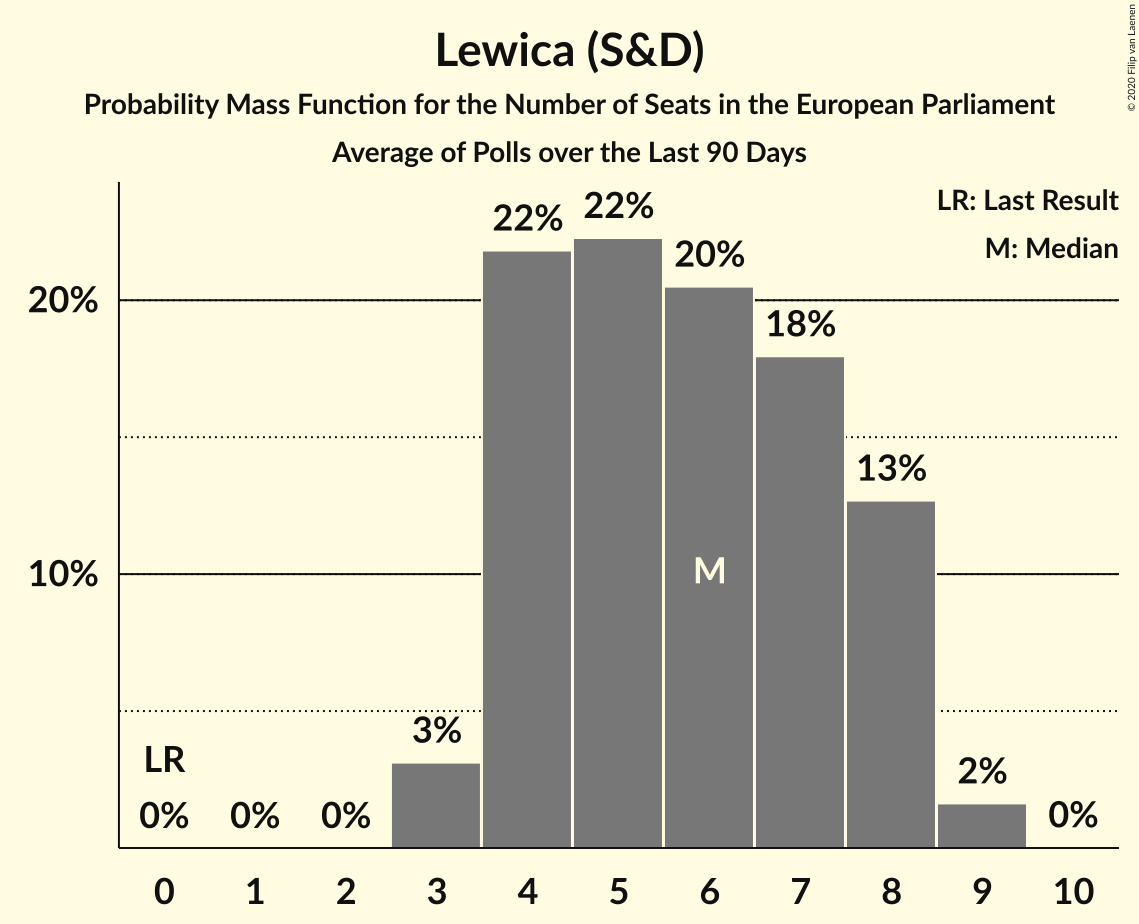 Lewica (S&D)
Probability Mass Function for the Number of Seats in the European Parliament
Average of Polls over the Last 90 Days
© 2020 Filip van Laenen
LR: Last Result
M: Median
22%
22%
20%
18%
13%
3%
2%
LR
0%
0%
0%
0%
M
20%
10%
0 1 2 3 4 5 6 7 8 9 10